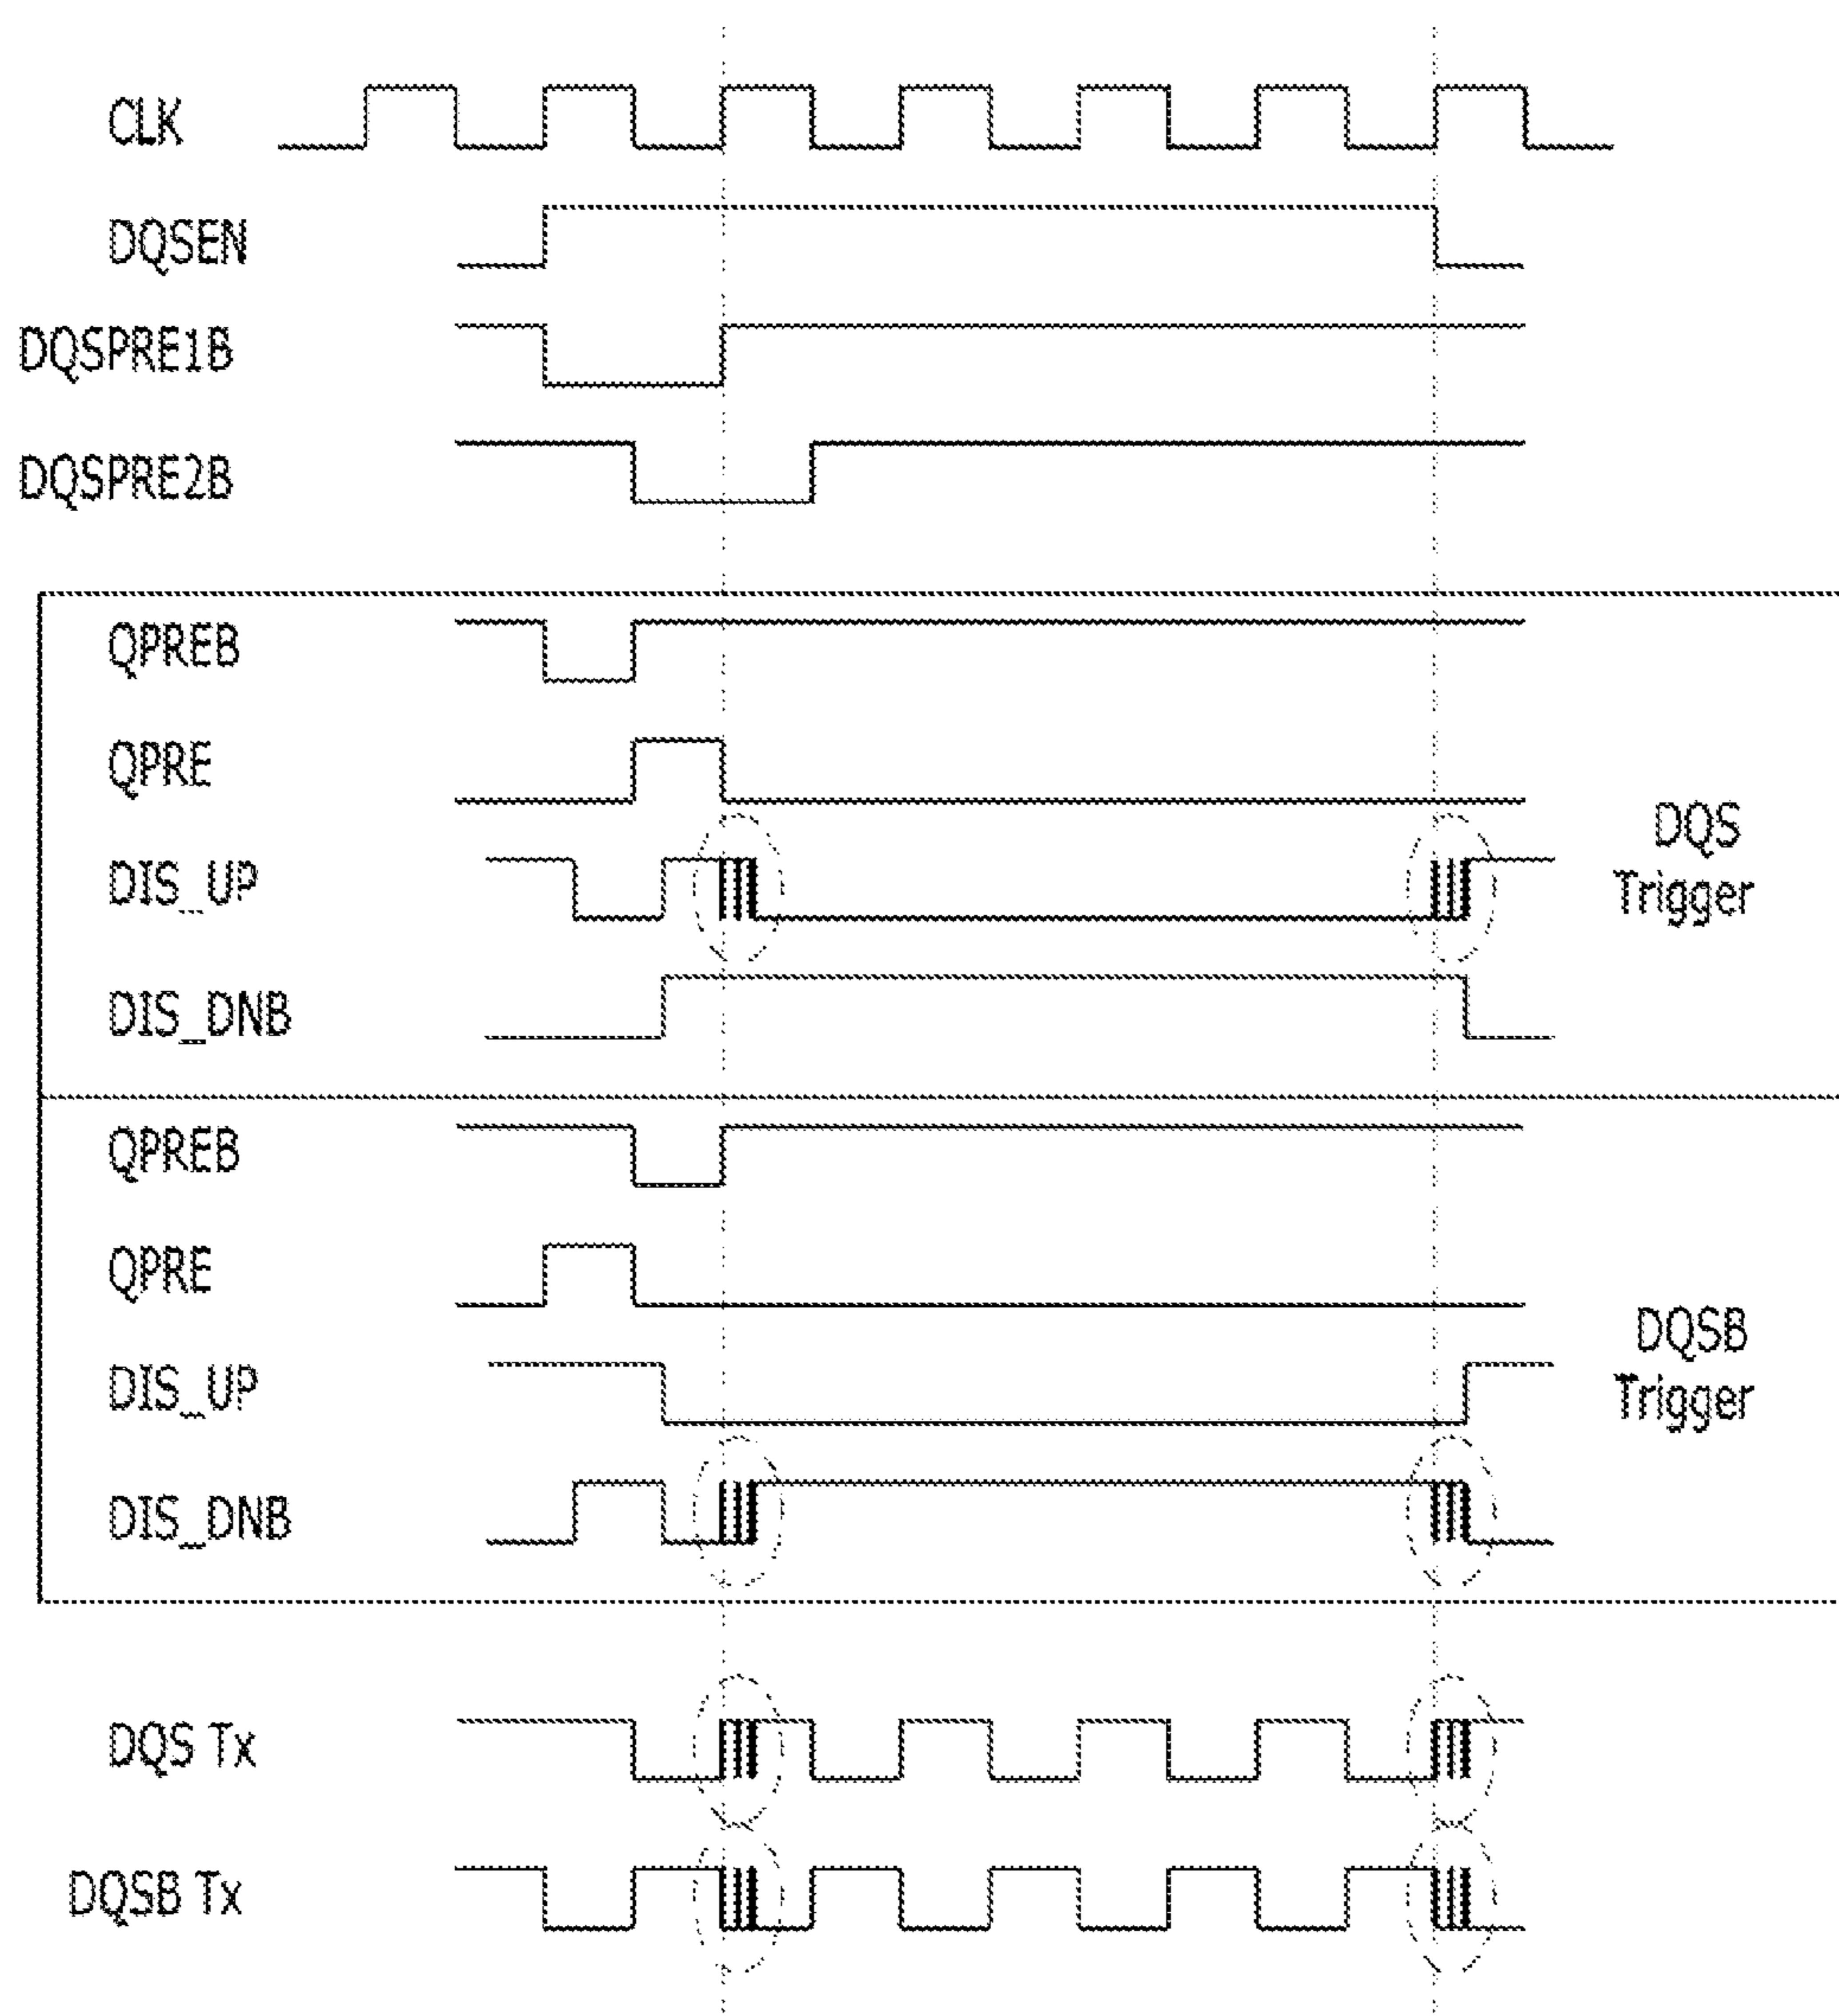 CLK
DQSEN
DQSPRE1B
DQSPRE2B
QPREB
QPRE
DIS_UP
DIS_DNB
DQS
Trigger
QPREB
QPRE
DIS_UP
DIS_DNB
DQSB
Trigger
DQS Tx
DQSB Tx